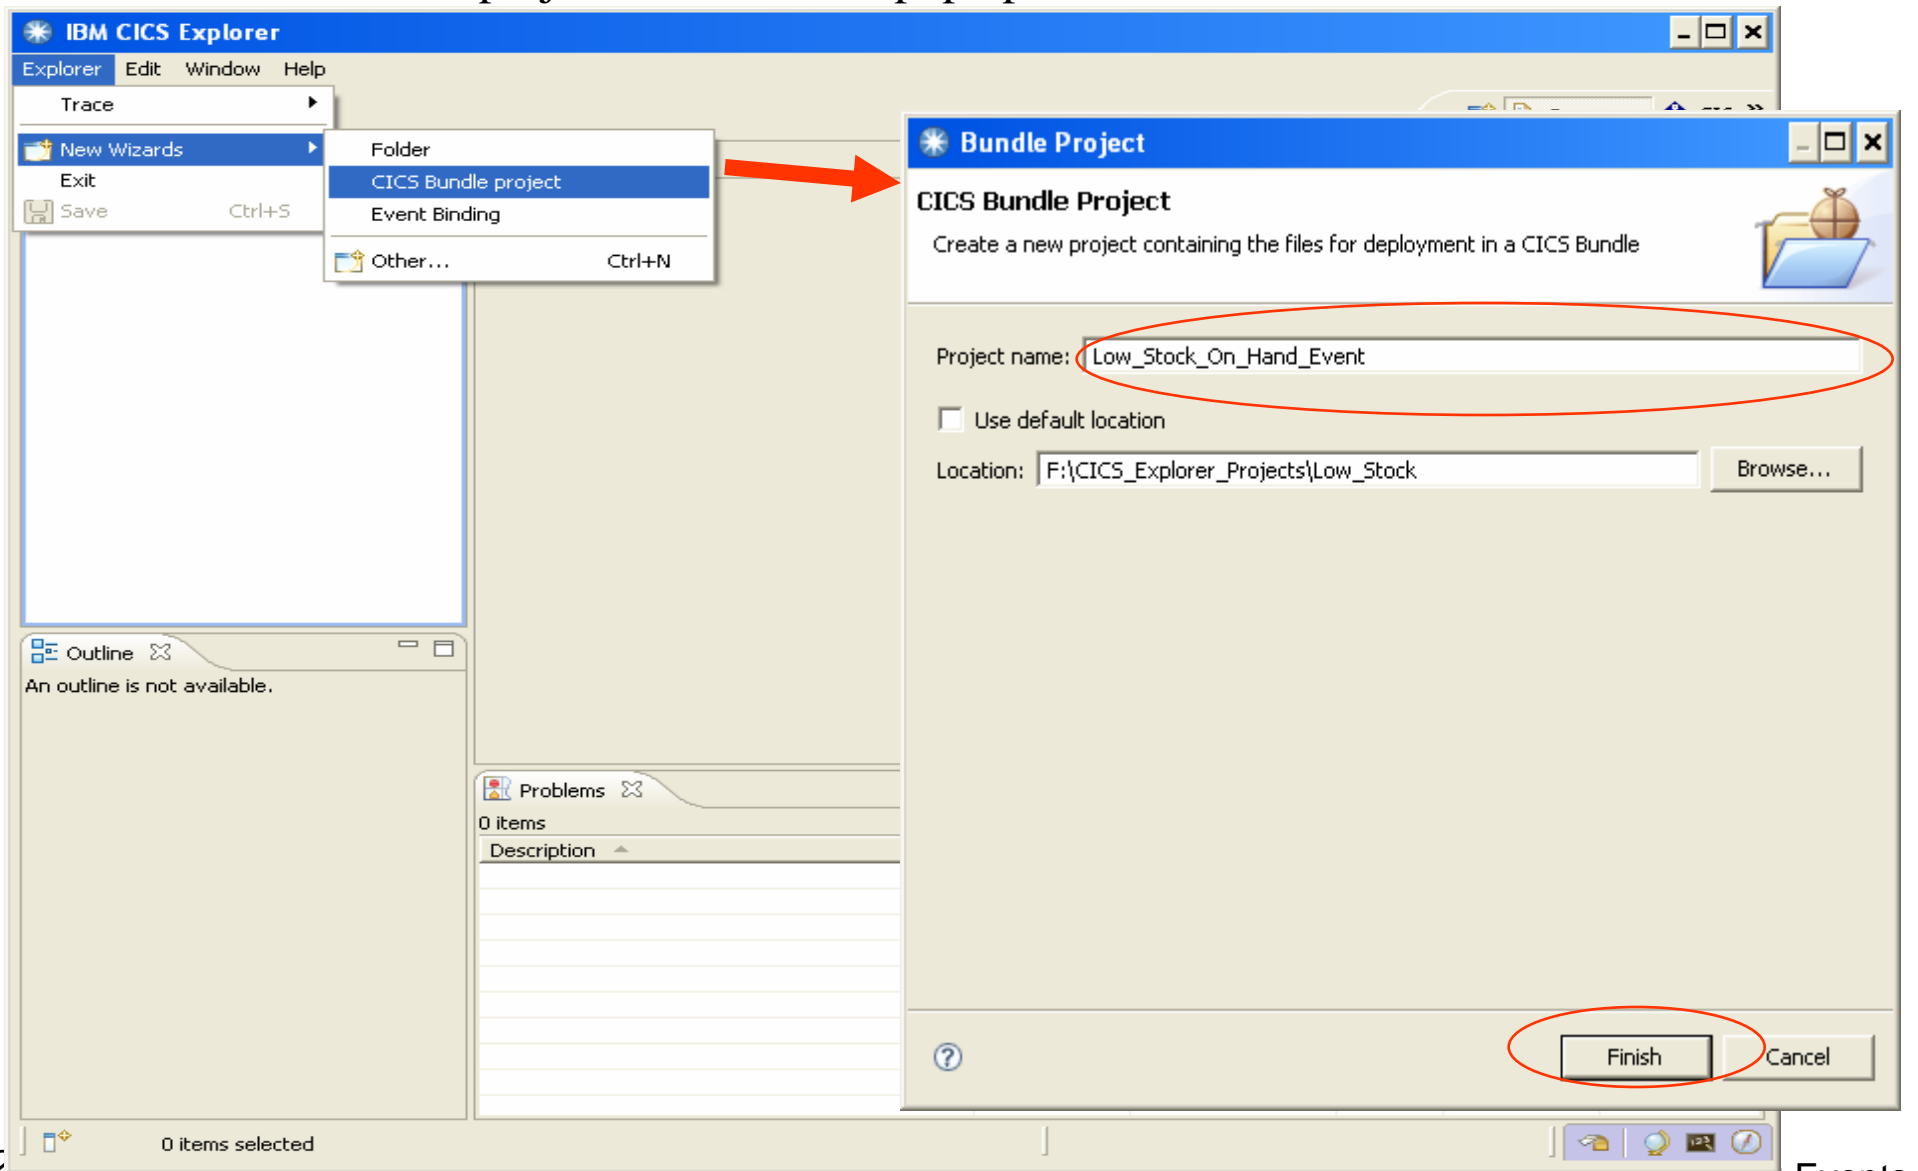 IBM CICS Explorer
Explorer Edit Window Help
Trace
New Wizards
Exit
Save Ctrl+S
Folder
CICS Bundle project
Event Binding
Other... Ctrl+N
Bundle Project
CICS Bundle Project
Create a new project containing the files for deployment in a CICS Bundle
Project name: Low_Stock_On_Hand_Event
Use default location
Location: F:\CICS_Explorer_Projects\Low_Stock Browse...
Outline
An outline is not available.
Problems
0 items
Description
Finish Cancel
0 items selected